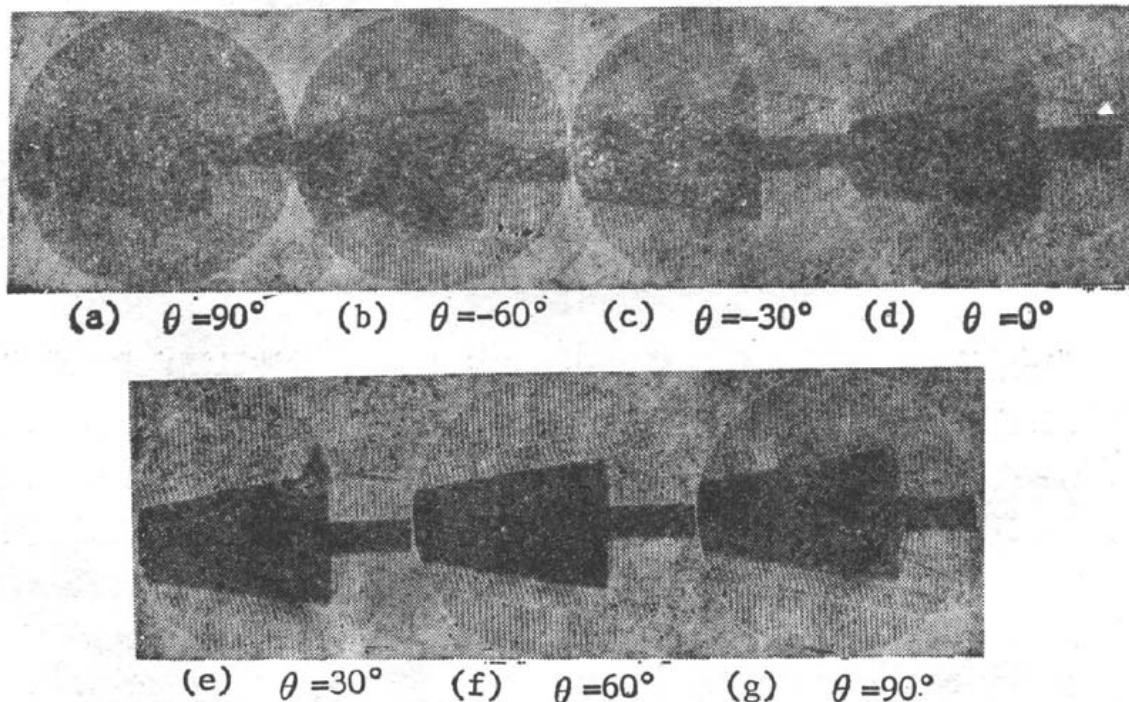 (a) θ =90° (b) θ =-60° (c) θ =-30° (d) θ =0°
(e) θ =30° (f) θ =60° (g) θ =90°